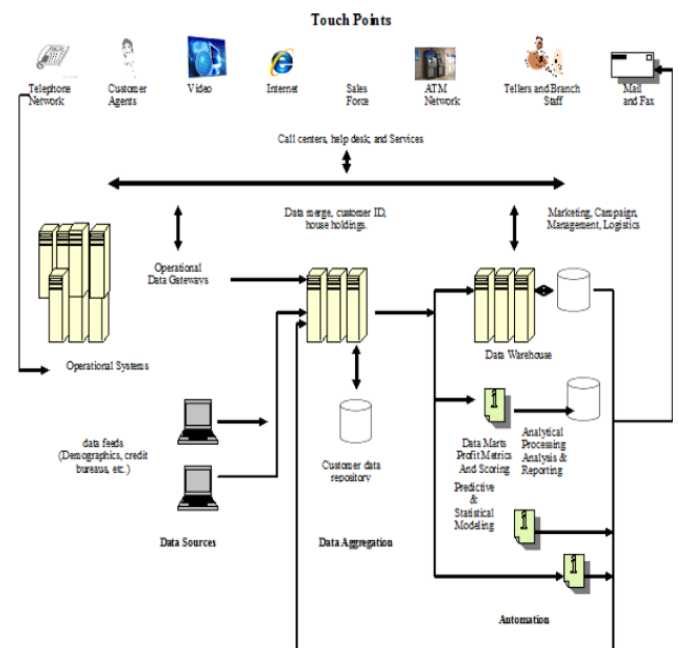 Touch Points
Telephone
Network
Customer
Agents
Video
Internet
Sales
Force
ATM
Network
Tellers and Branch
Staff
Mail
and Fax
Call centers, help desk, and Services
Data merge, customer ID,
house holdings.
Marketing, Campaign,
Management, Logistics
Operational
Data Gateways
Operational Systems
Data Warehouse
data feeds
(Demographics, credit
bureaus, etc.)
Customer data
repository
Data Marts
Profit Metrics
And Scoring
Analytical
Processing
Analysis &
Reporting
Predictive
&
Statistical
Modeling
Data Sources
Data Aggregation
Automation